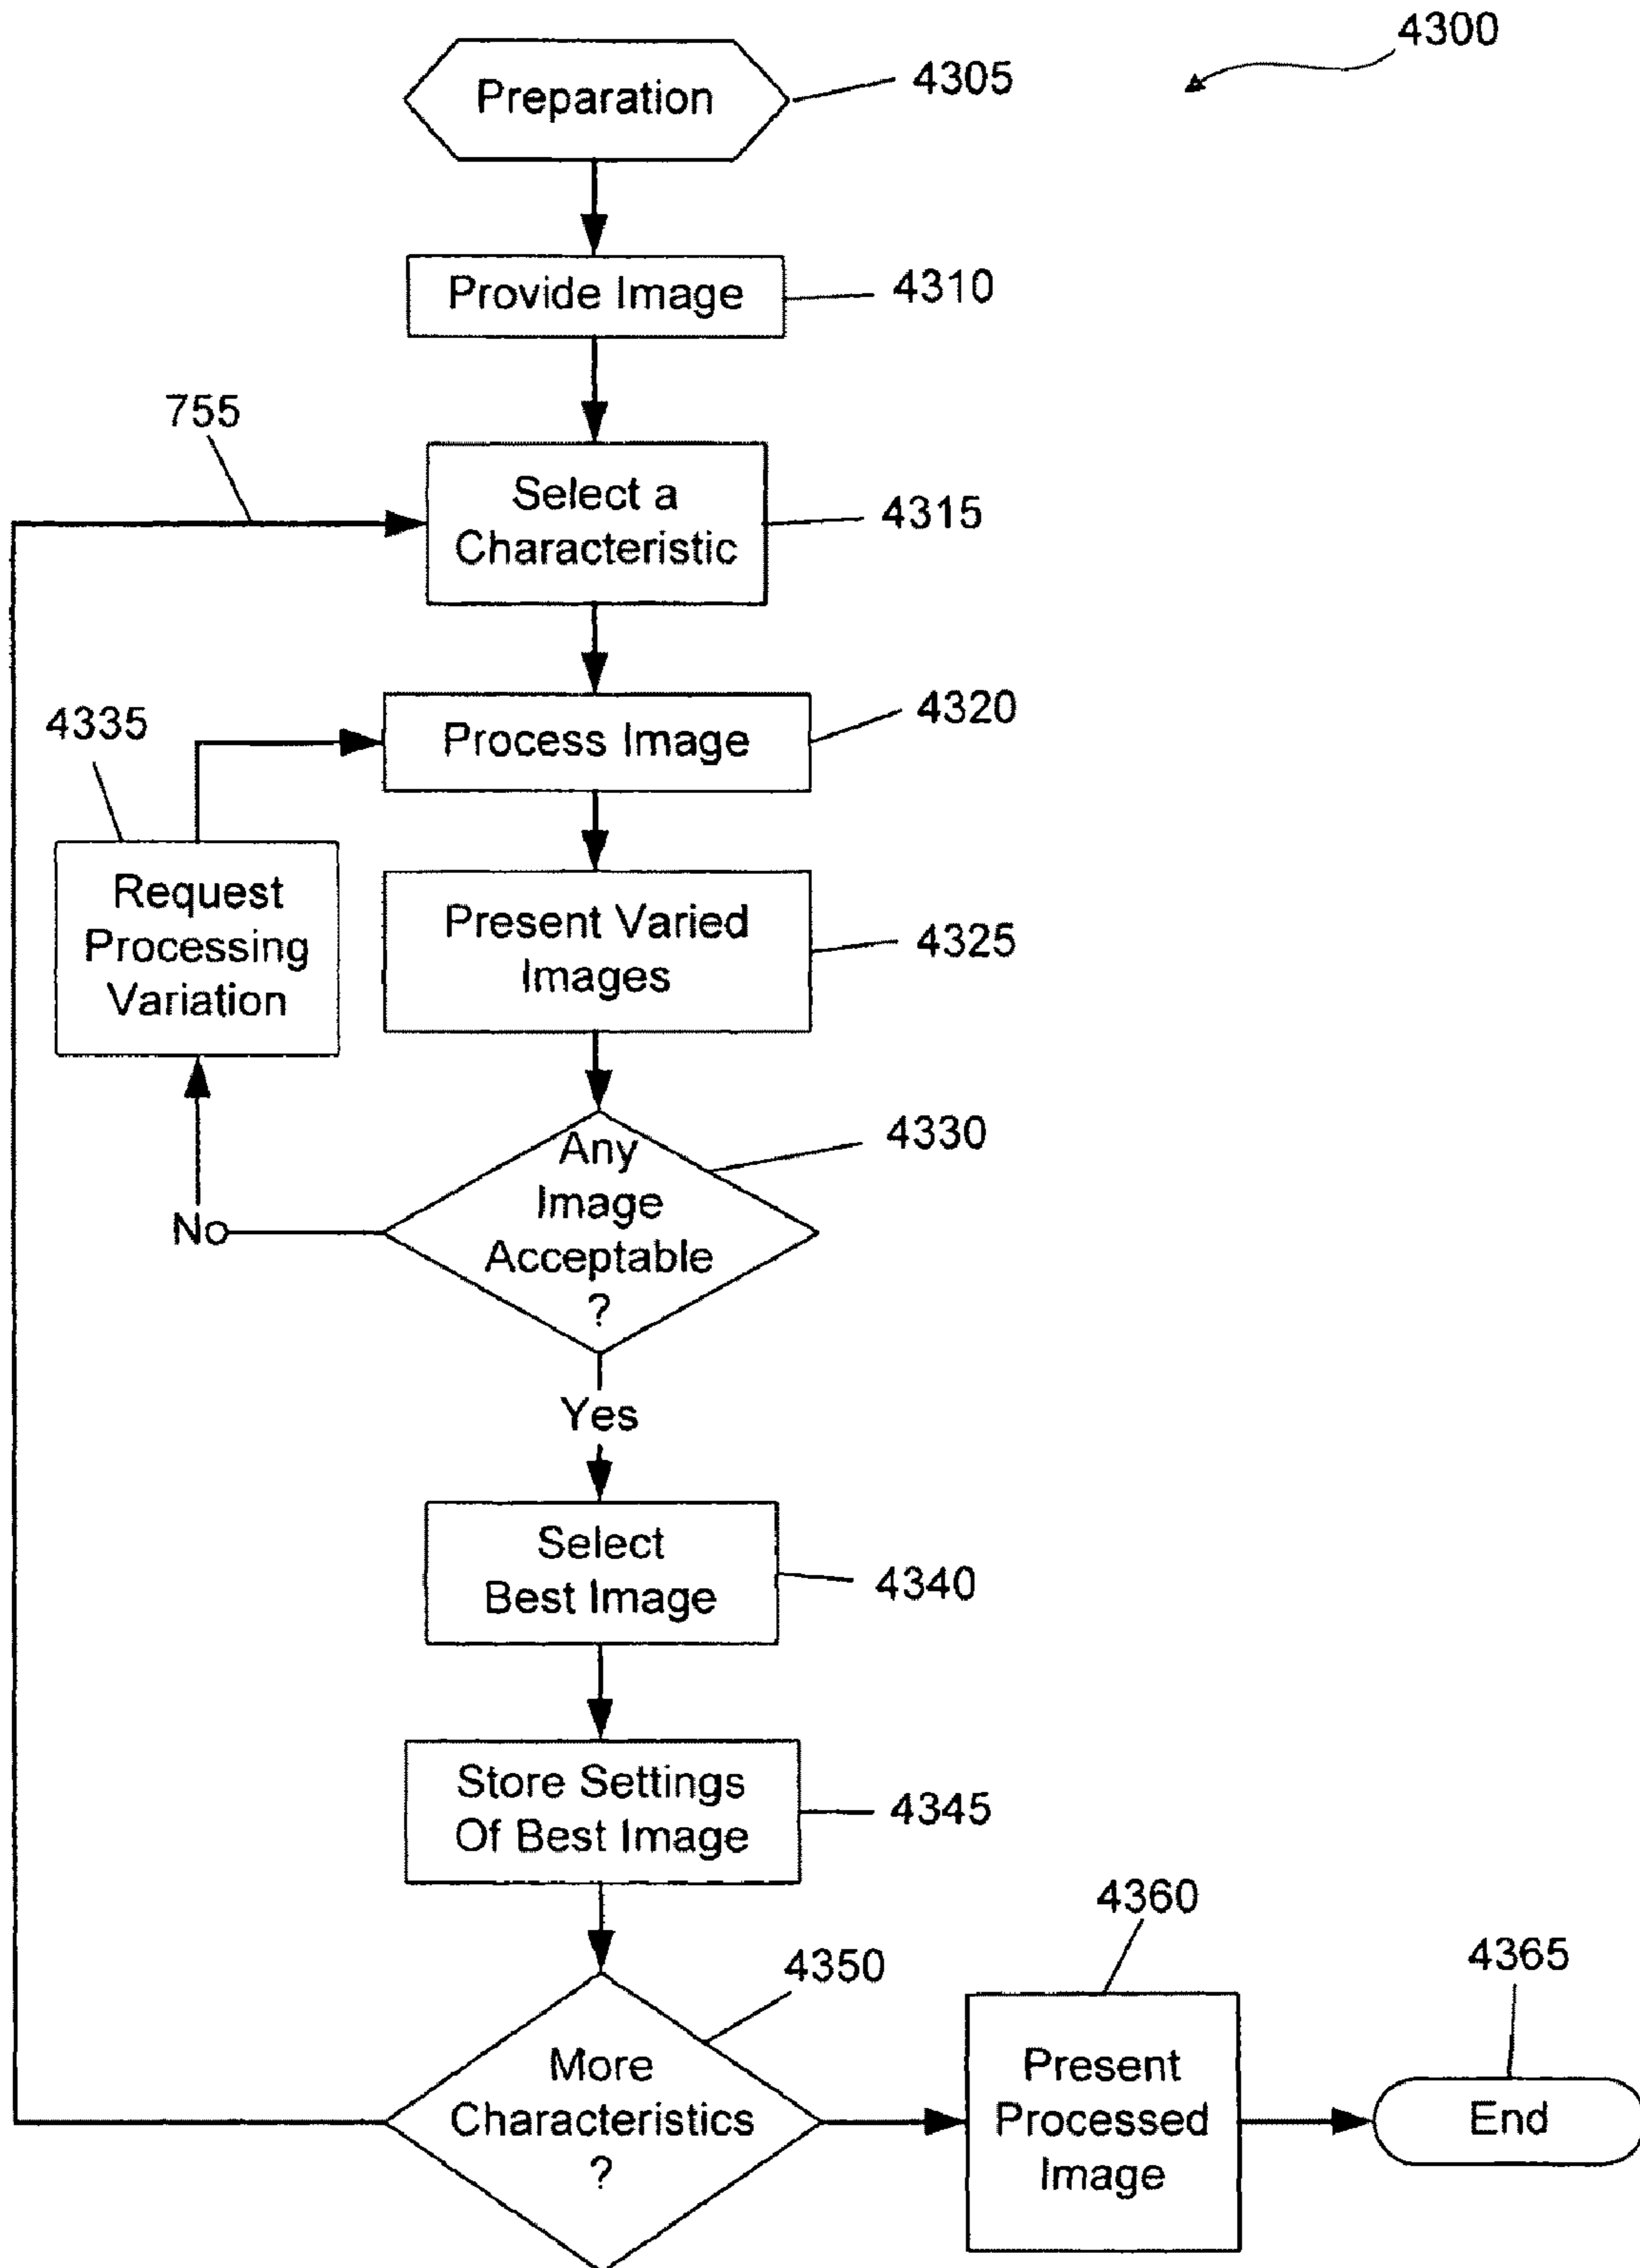 4300
Preparation
4305
Provide Image
4310
755
Select a
Characteristic
4315
Process Image
4320
4335
Request
Processing
Variation
Present Varied
Images
4325
Any
Image
Acceptable
?
4330
No
Yes
Select
Best Image
4340
Store Settings
Of Best Image
4345
More
Characteristics
?
4350
4360
Present
Processed
Image
4365
End